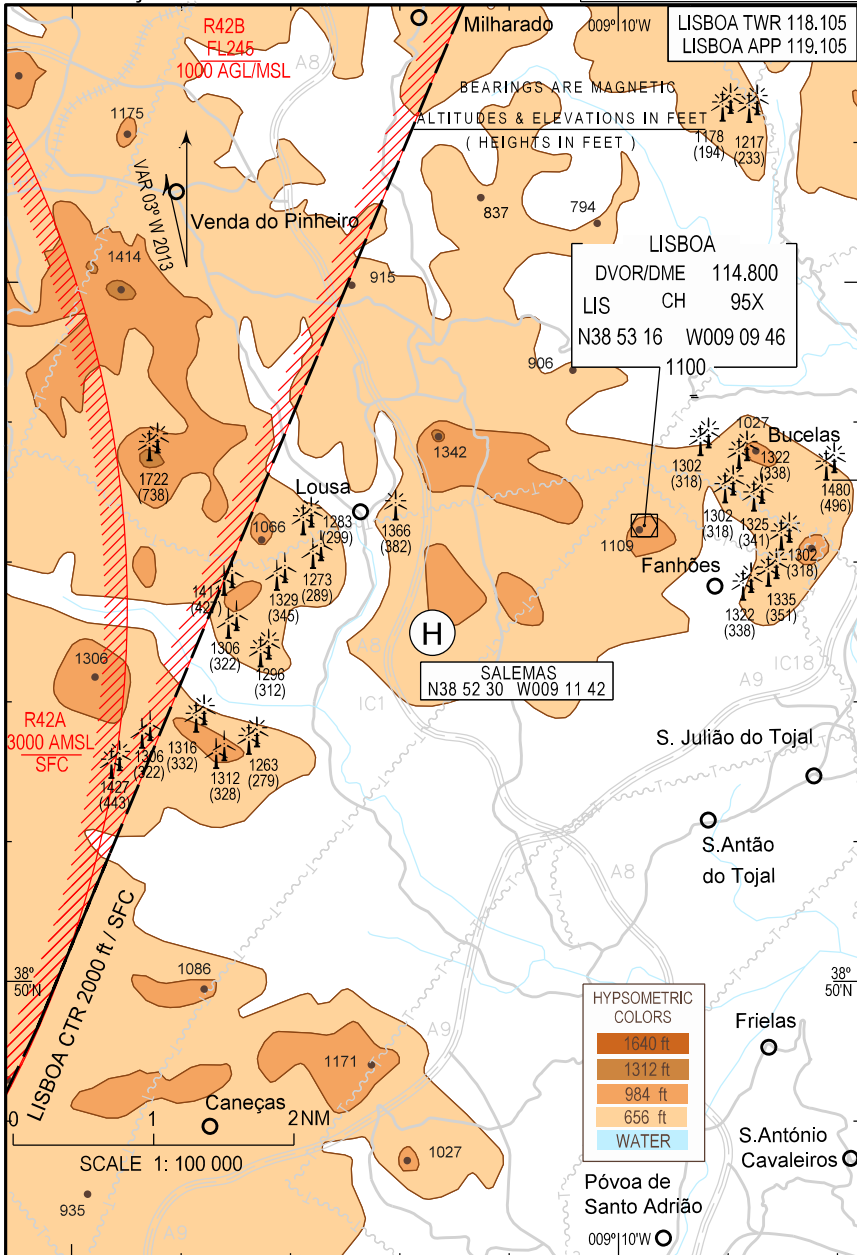 R42B
FL245
1000 AGL/MSL
A8
Milharado
009º 10'W
LISBOA TWR 118.105
LISBOA APP 119.105
BEARINGS ARE MAGNETIC
ALTITUDES & ELEVATIONS IN FEET
( HEIGHTS IN FEET )
1178
(194)
1217
(233)
1175
VAR 03º W 2013
Venda do Pinheiro
837
794
1414
915
LISBOA
DVOR/DME 114.800
LIS CH 95X
N38 53 16 W009 09 46
1100
906
1342
1722
(738)
Lousa
1066
1283
(299)
1366
(382)
1273
(289)
1329
(345)
1411
(427)
1306
(322)
1296
(312)
1302
(318)
1027
Bucelas
1322
(338)
1480
(496)
1302
(318)
1325
(341)
1109
Fanhões
1302
(318)
1335
(351)
1322
(338)
H
A8
SALEMAS
N38 52 30 W009 11 42
IC1
IC18
A9
1306
R42A
3000 AMSL
SFC
1427
(443)
1306
(322)
1316
(332)
1312
(328)
1263
(279)
S. Julião do Tojal
S.Antão
do Tojal
A8
LISBOA CTR 2000 ft / SFC
38º
50'N
38º
50'N
1086
A9
1171
HYPSOMETRIC
COLORS
1640 ft
1312 ft
984 ft
656 ft
WATER
Frielas
0 1 2 NM
Caneças
SCALE 1: 100 000
1027
935
A9
S.António
Cavaleiros
Póvoa de
Santo Adrião
009º 10'W